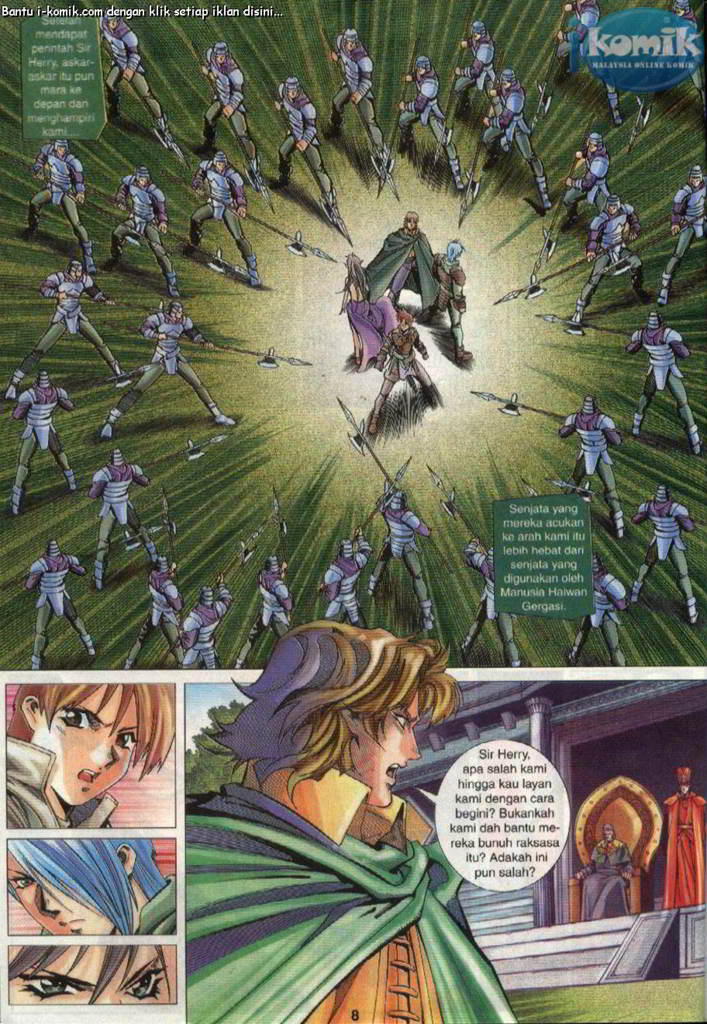 Bantu i-komik.com dengan klik setiap iklan disini...
Setelah
mendapat
perintah Sir
Herry, askar-
askar itu pun
mara ke
depan dan
menghampiri
kami....
ikomik
MALAYSIA ONLINE KOMIK
Senjata yang
mereka acukan
ke arah kami itu
lebih hebat dari
senjata yang
digunakan oleh
Manusia Haiwan
Gergasi.
Sir Herry,
apa salah kami
hingga kau layan
kami dengan cara
begini? Bukankah
kami dah bantu me-
reka bunuh raksasa
itu? Adakah ini
pun salah?
8